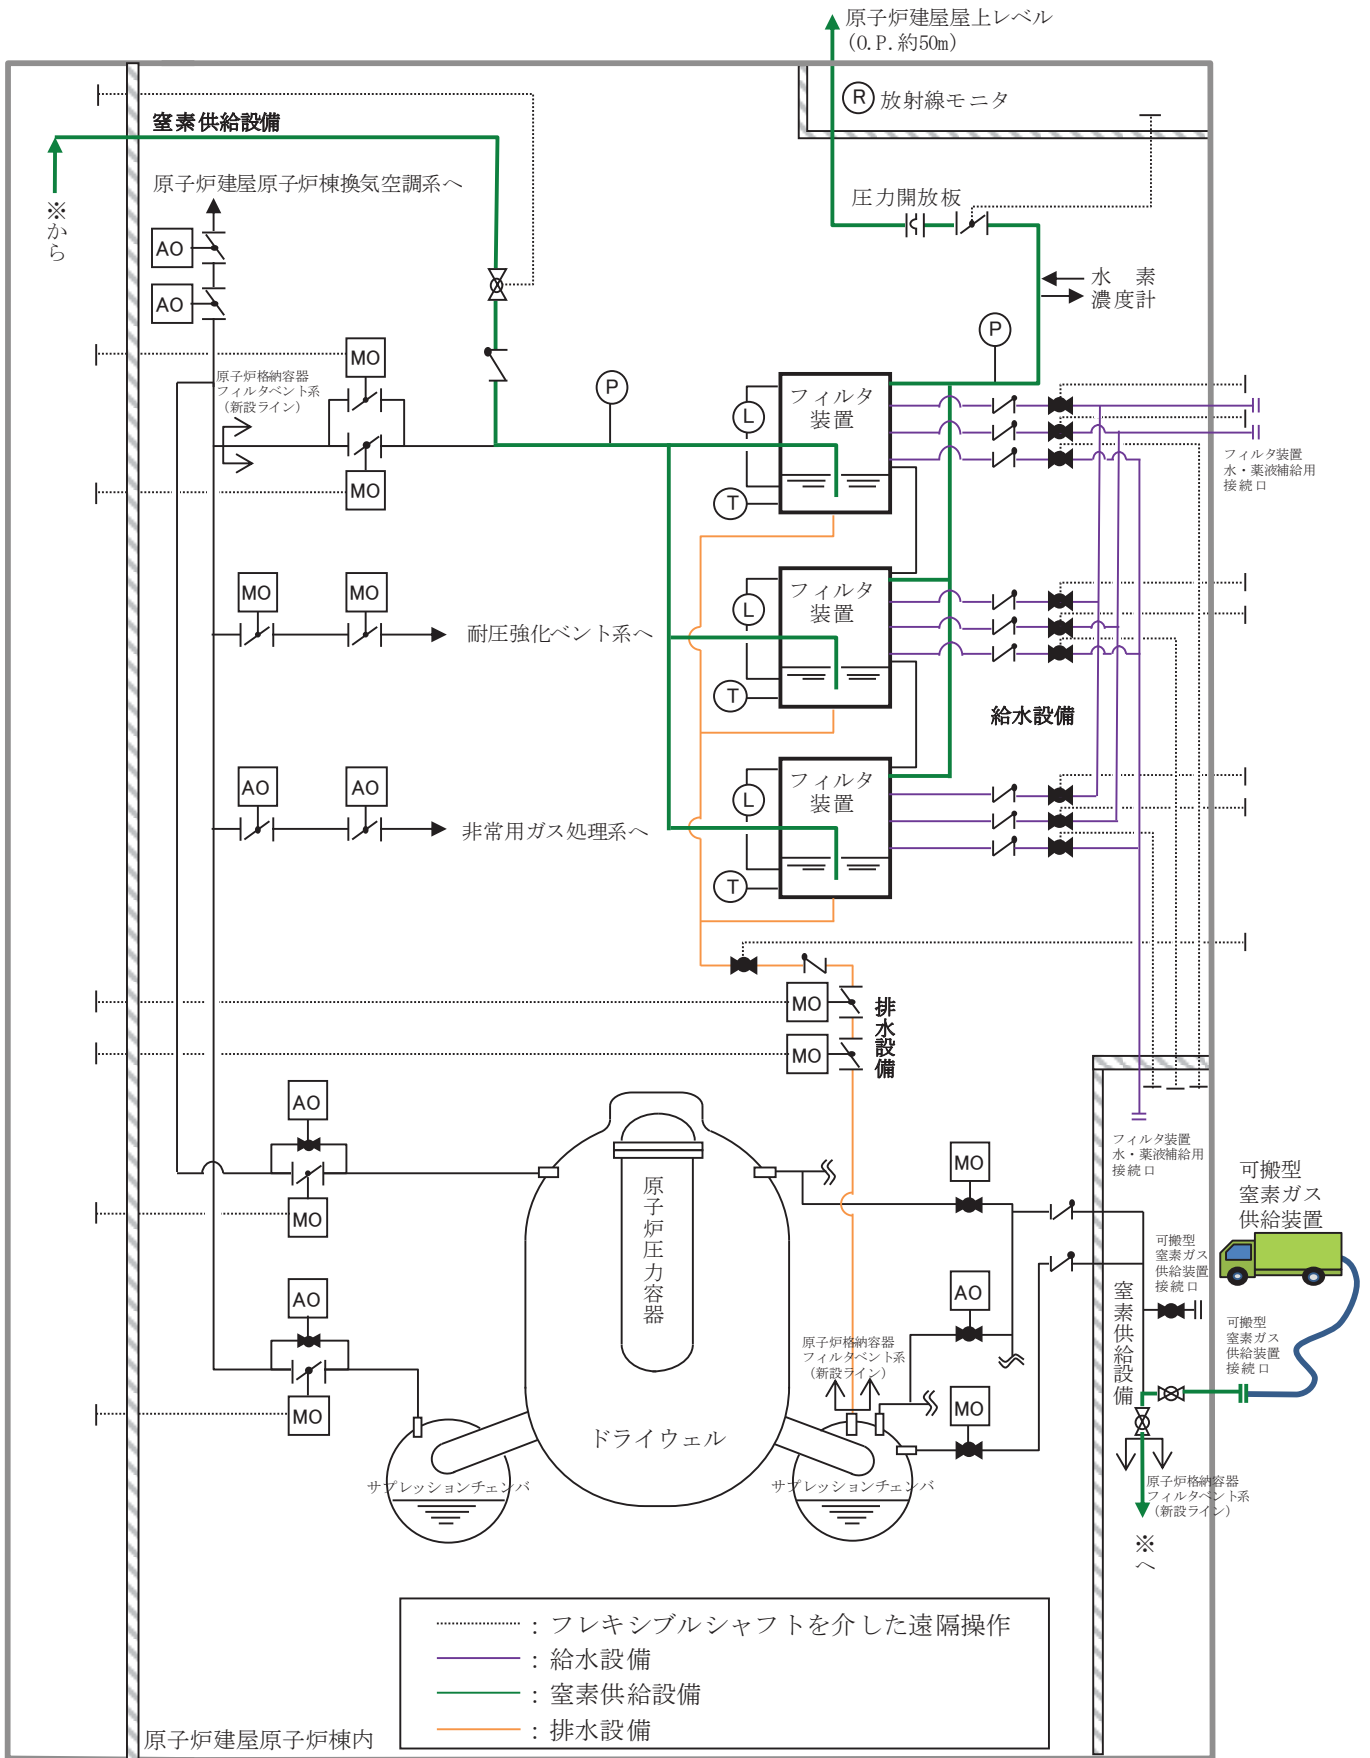 原子炉建屋屋上レベル
(O.P.約50m)
R 放射線モニタ
窒素供給設備
原子炉建屋原子炉棟換気空調系へ
※から
圧力開放板
AO
AO
水 素
濃度計
MO
P
P
原子炉格納容器
フィルタベント系
(新設ライン)
MO
フィルタ
装置
L
T
フィルタ装置
水・薬液補給用
接続口
MO
MO
耐圧強化ベント系へ
フィルタ
装置
L
T
給水設備
AO
AO
非常用ガス処理系へ
フィルタ
装置
L
T
MO
MO
排水設備
AO
MO
AO
MO
原子炉圧力容器
ドライウェル
サプレッションチェンバ
サプレッションチェンバ
MO
AO
MO
原子炉格納容器
フィルタベント系
(新設ライン)
フィルタ装置
水・薬液補給用
接続口
可搬型
窒素ガス
供給装置
可搬型
窒素ガス
供給装置
接続口
可搬型
窒素ガス
供給装置
接続口
窒素供給設備
原子炉格納容器
フィルタベント系
(新設ライン)
※へ
:フレキシブルシャフトを介した遠隔操作
:給水設備
:窒素供給設備
:排水設備
原子炉建屋原子炉棟内